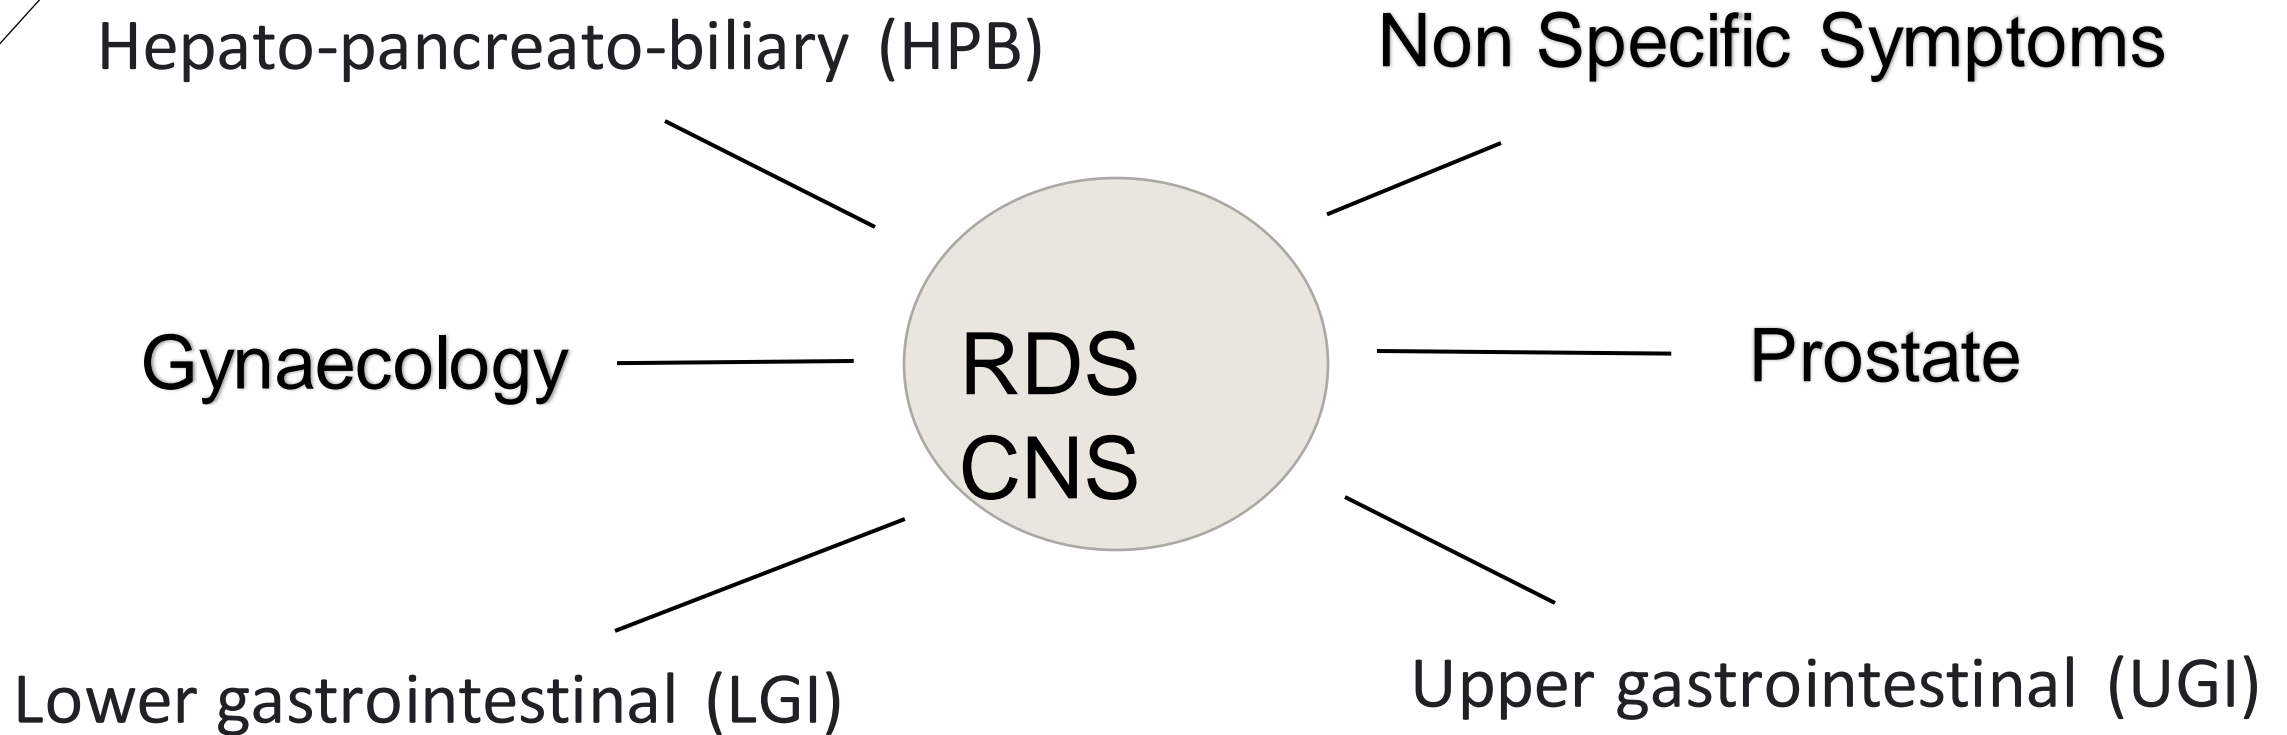 Hepato-pancreato-biliary (HPB)
Non Specific Symptoms
Gynaecology
RDS
CNS
Prostate
Lower gastrointestinal (LGI)
Upper gastrointestinal (UGI)